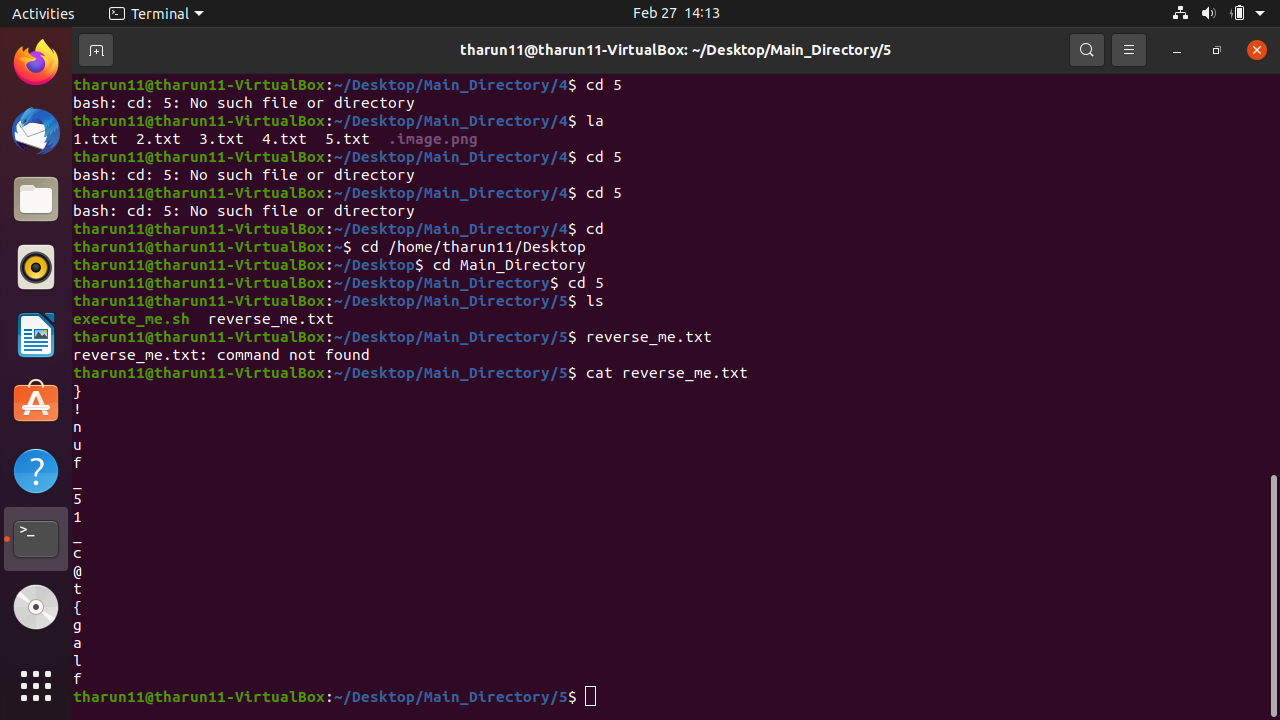 Activities
Terminal
Feb 27 14:13
tharun11@tharun11-VirtualBox: ~/Desktop/Main_Directory/5
tharun11@tharun11-VirtualBox:~/Desktop/Main_Directory/4$ cd 5
bash: cd: 5: No such file or directory
tharun11@tharun11-VirtualBox:~/Desktop/Main_Directory/4$ la
1.txt  2.txt  3.txt  4.txt  5.txt  .image.png
tharun11@tharun11-VirtualBox:~/Desktop/Main_Directory/4$ cd 5
bash: cd: 5: No such file or directory
tharun11@tharun11-VirtualBox:~/Desktop/Main_Directory/4$ cd 5
bash: cd: 5: No such file or directory
tharun11@tharun11-VirtualBox:~/Desktop/Main_Directory/4$ cd
tharun11@tharun11-VirtualBox:~$ cd /home/tharun11/Desktop
tharun11@tharun11-VirtualBox:~/Desktop$ cd Main_Directory
tharun11@tharun11-VirtualBox:~/Desktop/Main_Directory$ cd 5
tharun11@tharun11-VirtualBox:~/Desktop/Main_Directory/5$ ls
execute_me.sh  reverse_me.txt
tharun11@tharun11-VirtualBox:~/Desktop/Main_Directory/5$ reverse_me.txt
reverse_me.txt: command not found
tharun11@tharun11-VirtualBox:~/Desktop/Main_Directory/5$ cat reverse_me.txt
}
!
n
u
f
_
5
1
_
c
@
t
{
g
a
l
f
tharun11@tharun11-VirtualBox:~/Desktop/Main_Directory/5$